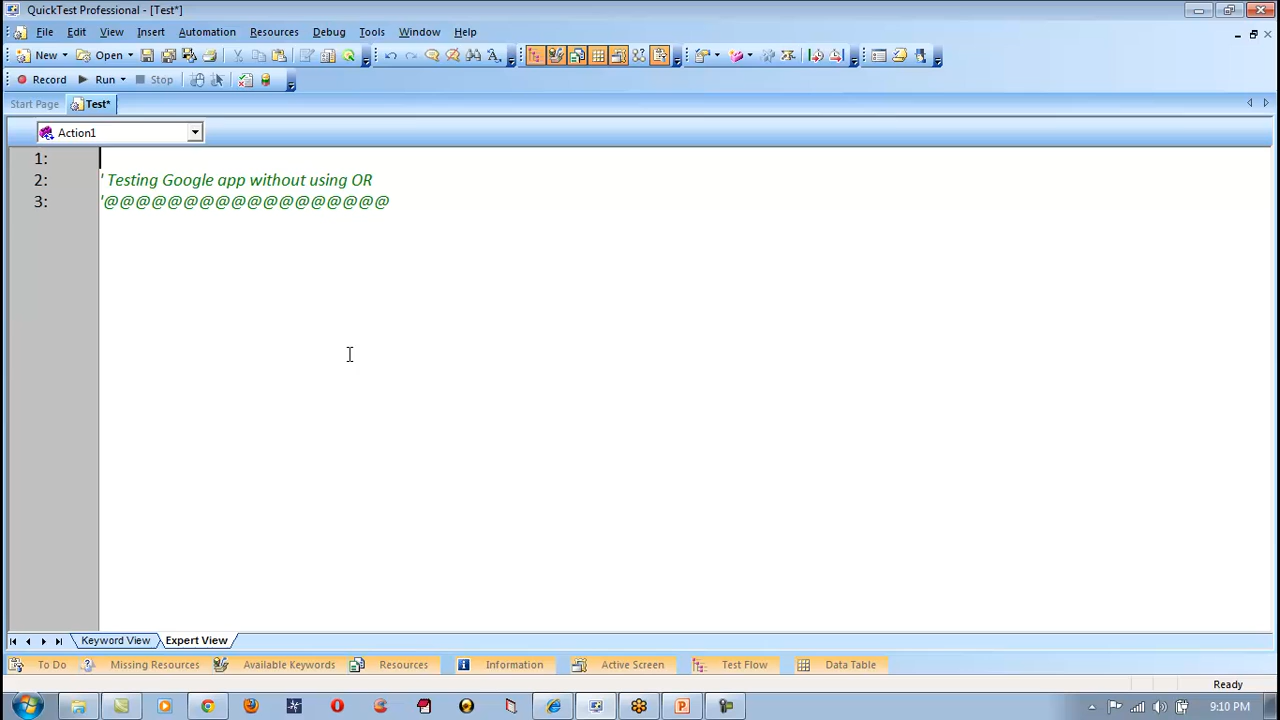 QuickTest Professional - [Test*]
File Edit View Insert Automation Resources Debug Tools Window Help
New Open
Record Run Stop
Start Page Test*
Action1
1:
2: ' Testing Google app without using OR
3: '@@@@@@@@@@@@@@@@@@
Keyword View Expert View
To Do Missing Resources Available Keywords Resources Information Active Screen Test Flow Data Table
Ready
9:10 PM